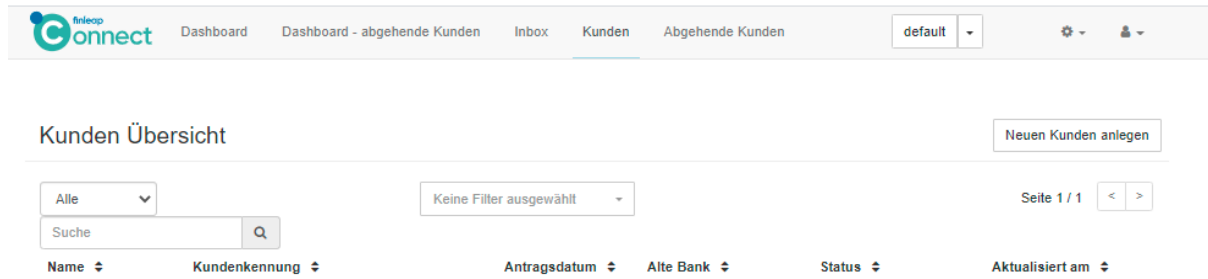 finleap
Connect Dashboard Dashboard - abgehende Kunden Inbox Kunden Abgehende Kunden default
Kunden Übersicht Neuen Kunden anlegen
Alle Keine Filter ausgewählt Seite 1 / 1 < >
Suche
Name Kundenkennung Antragsdatum Alte Bank Status Aktualisiert am